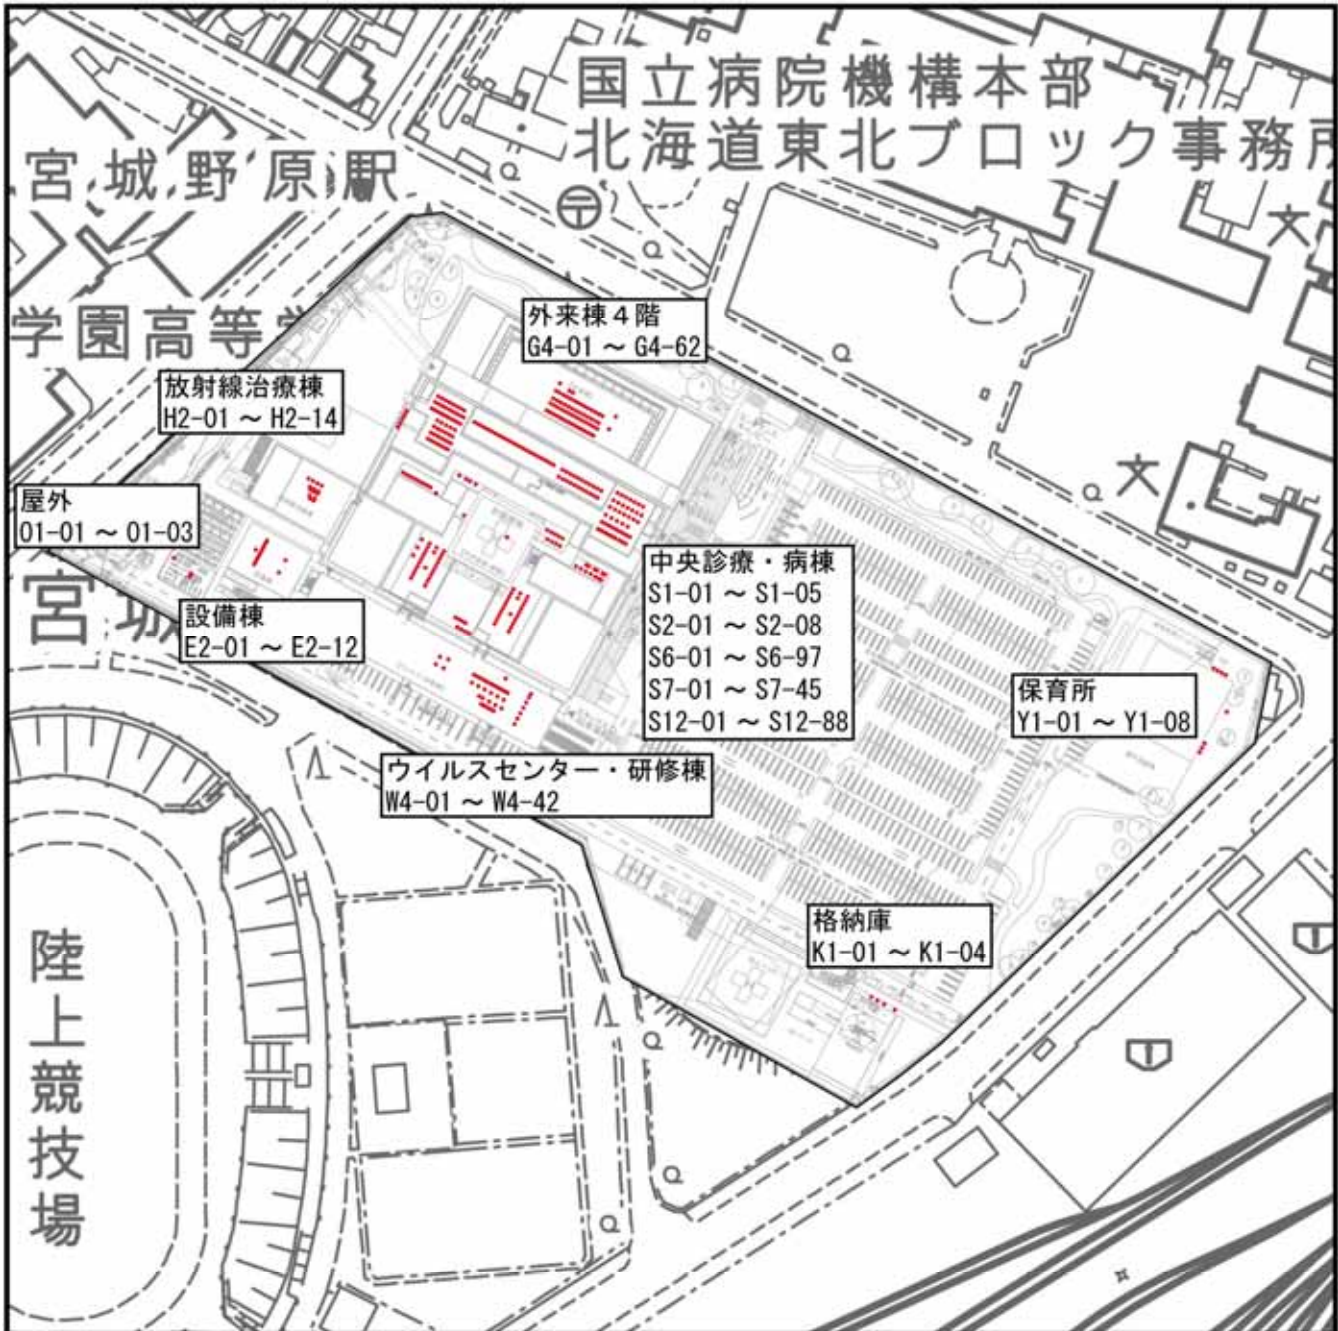 国立病院機構本部
北海道東北ブロック事務所
宮城野原駅
学園高等学
外来棟4階
G4-01 ～ G4-62
放射線治療棟
H2-01 ～ H2-14
屋外
O1-01 ～ O1-03
宮城
設備棟
E2-01 ～ E2-12
中央診療・病棟
S1-01 ～ S1-05
S2-01 ～ S2-08
S6-01 ～ S6-97
S7-01 ～ S7-45
S12-01 ～ S12-88
保育所
Y1-01 ～ Y1-08
ウイルスセンター・研修棟
W4-01 ～ W4-42
格納庫
K1-01 ～ K1-04
陸上競技場